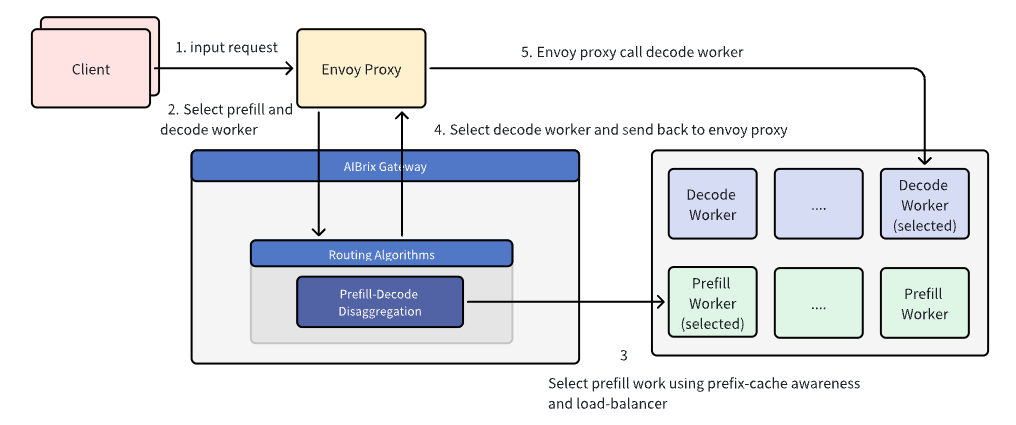 1. input request
5. Envoy proxy call decode worker
Client
Envoy Proxy
2. Select prefill and
decode worker
4. Select decode worker and send back to envoy proxy
AIBrix Gateway
Decode
Worker
....
Decode
Worker
(selected)
Routing Algorithms
Prefill-Decode
Disaggregation
Prefill
Worker
(selected)
....
Prefill
Worker
3
Select prefill work using prefix-cache awareness
and load-balancer